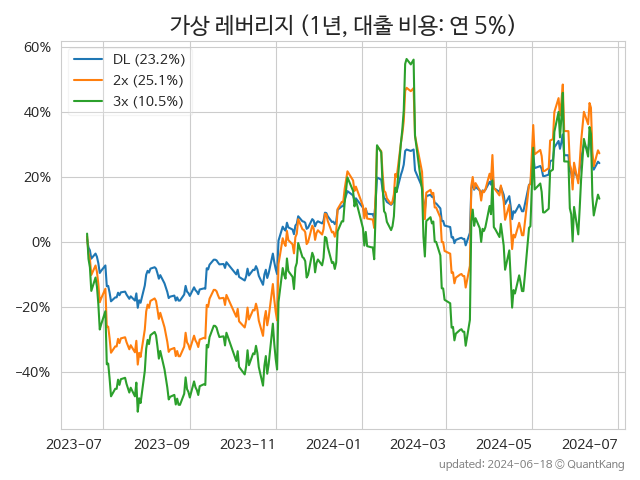 가상 레버리지 (1년, 대출 비용: 연 5%)
60%
40%
20%
0%
−20%
−40%
DL (23.2%)
2x (25.1%)
3x (10.5%)
2023-07 2023-09 2023-11 2024-01 2024-03 2024-05 2024-07
updated: 2024-06-18 © QuantKang